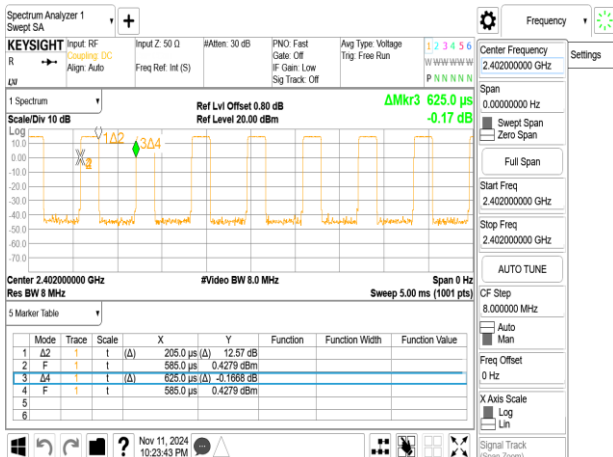 Spectrum Analyzer 1
Swept SA
Frequency
Settings
KEYSIGHT
R
Input: RF
Coupling: DC
Align: Auto
Input Z: 50 Ω
Freq Ref: Int (S)
#Atten: 30 dB
PNO: Fast
Gate: Off
IF Gain: Low
Sig Track: Off
Avg Type: Voltage
Trig: Free Run
1 2 3 4 5 6
W W W W W W
P N N N N N
1 Spectrum
Scale/Div 10 dB
Ref Lvl Offset 0.80 dB
Ref Level 20.00 dBm
ΔMkr3 625.0 µs
-0.17 dB
Log
10.0
0.00
-10.0
-20.0
-30.0
-40.0
-50.0
-60.0
-70.0
1Δ2
3Δ4
Center 2.402000000 GHz
#Video BW 8.0 MHz
Span 0 Hz
Res BW 8 MHz
Sweep 5.00 ms (1001 pts)
5 Marker Table
Mode Trace Scale X Y Function Function Width Function Value
1 Δ2 1 t (Δ) 205.0 µs (Δ) 12.57 dB
2 F 1 t 585.0 µs 0.4279 dBm
3 Δ4 1 t (Δ) 625.0 µs (Δ) -0.1668 dB
4 F 1 t 585.0 µs 0.4279 dBm
5
6
Nov 11, 2024
10:23:43 PM
Center Frequency
2.402000000 GHz
Span
0.00000000 Hz
Swept Span
Zero Span
Full Span
Start Freq
2.402000000 GHz
Stop Freq
2.402000000 GHz
AUTO TUNE
CF Step
8.000000 MHz
Auto
Man
Freq Offset
0 Hz
X Axis Scale
Log
Lin
Signal Track
(Span Zoom)